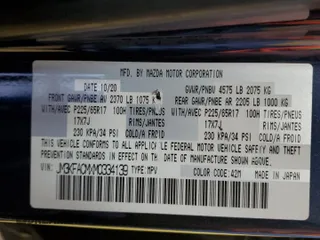 MFD. BY MAZDA MOTOR CORPORATION
DATE 10/20 GVWR/PNBV 4575 LB 2075 KG
FRONT GAWR/PNBE AV 2370 LB 1075 KG REAR GAWR/PNBE AR 2205 LB 1000 KG
WITH/AVEC P225/65R17 100H TIRES/PNEUS WITH/AVEC P225/65R17 100H TIRES/PNEUS
17X7J RIMS/JANTES 17X7J RIMS/JANTES
230 KPA/34 PSI COLD/A FROID 230 KPA/34 PSI COLD/A FROID
THIS VEHICLE CONFORMS TO ALL APPLICABLE FEDERAL MOTOR VEHICLE SAFETY AND THEFT
PREVENTION STANDARDS IN EFFECT ON THE DATE OF MANUFACTURE SHOWN ABOVE.
VIN: TYPE: MPV COLOR CODE: 42M MADE IN JAPAN